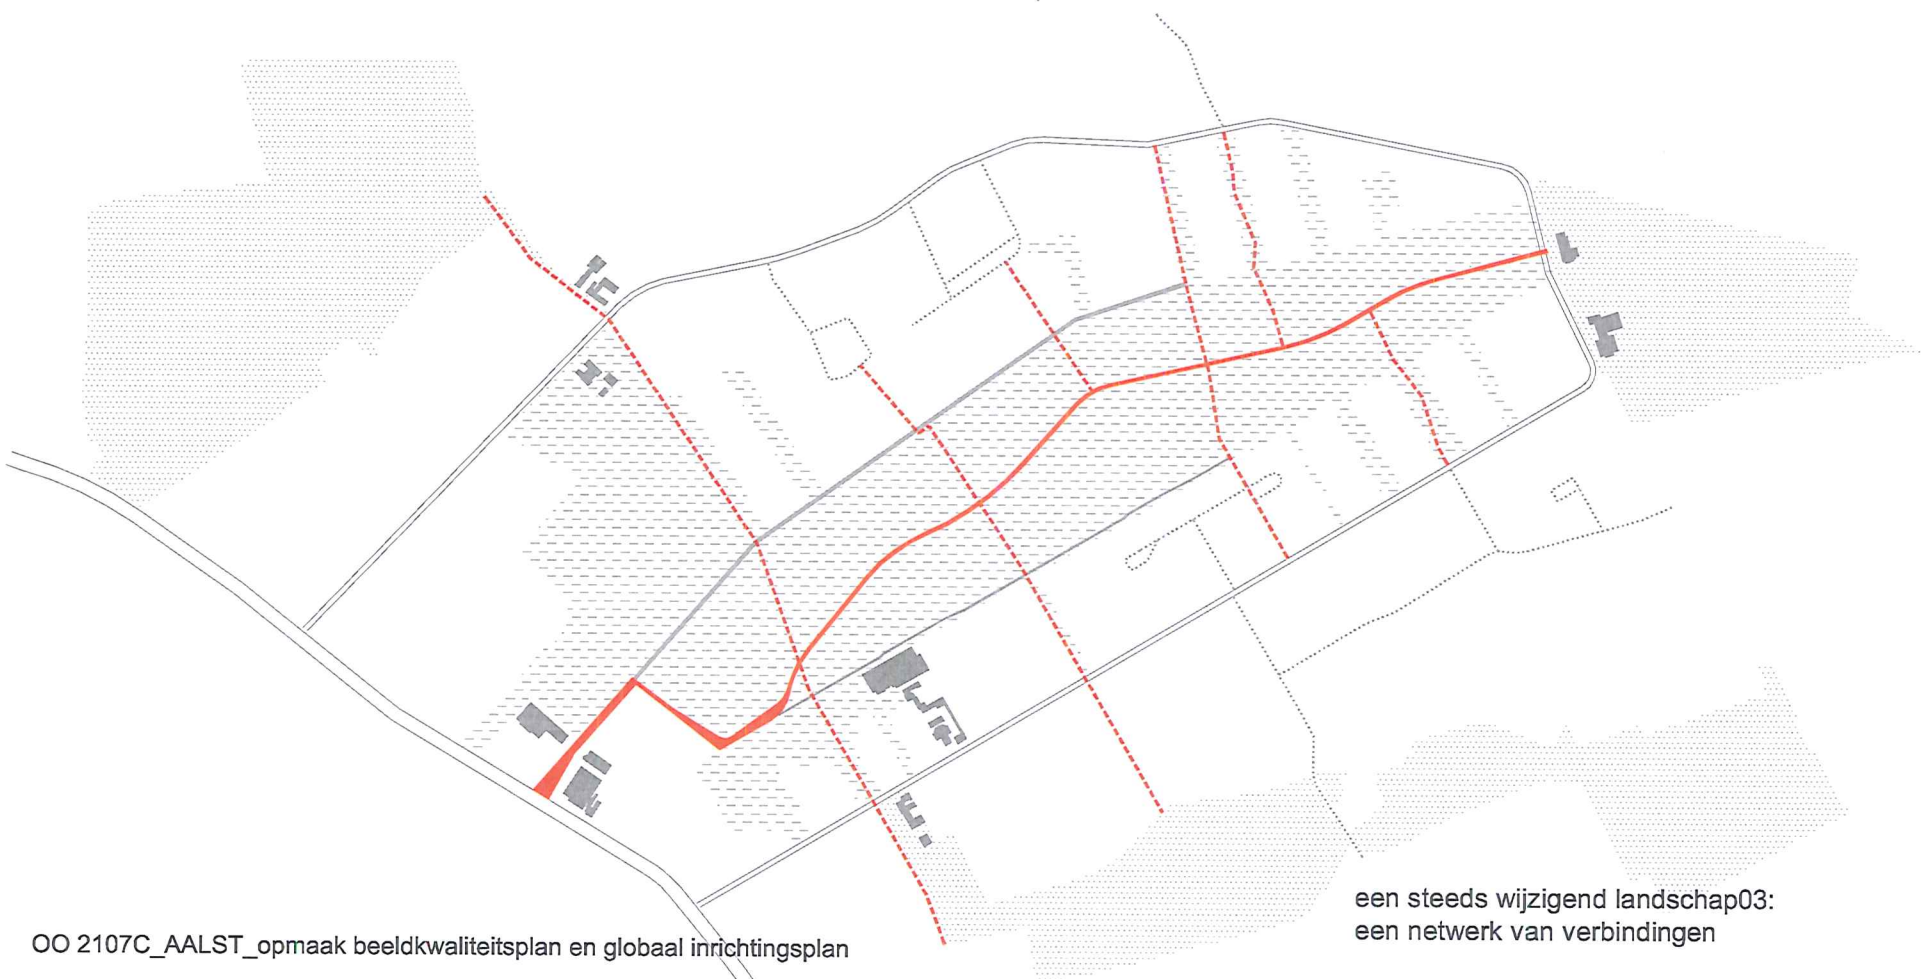 een steeds wijzigend landschap03:
een netwerk van verbindingen
OO 2107C_AALST_opmaak beeldkwaliteitsplan en globaal inrichtingsplan